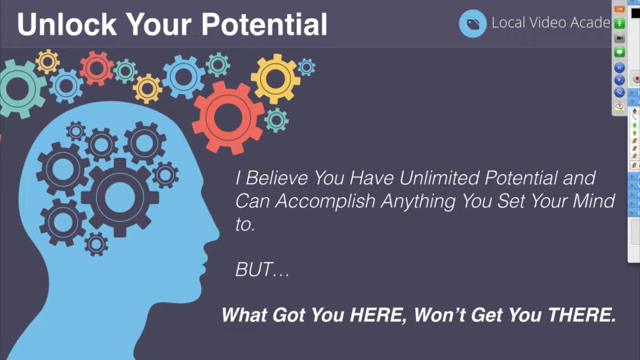 Unlock Your Potential
Local Video Acade
I Believe You Have Unlimited Potential and
Can Accomplish Anything You Set Your Mind
to.
BUT…
What Got You HERE, Won't Get You THERE.